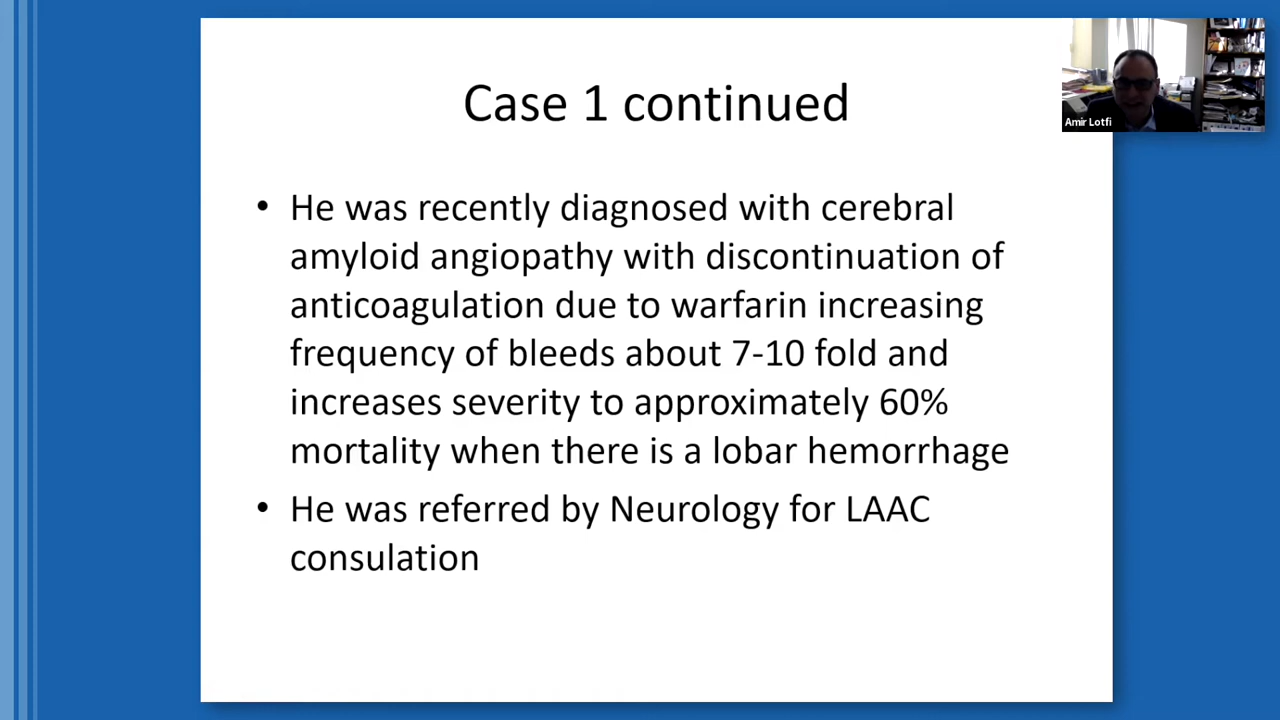 Case 1 continued
Amir Lotfi
• He was recently diagnosed with cerebral
amyloid angiopathy with discontinuation of
anticoagulation due to warfarin increasing
frequency of bleeds about 7-10 fold and
increases severity to approximately 60%
mortality when there is a lobar hemorrhage
• He was referred by Neurology for LAAC
consulation